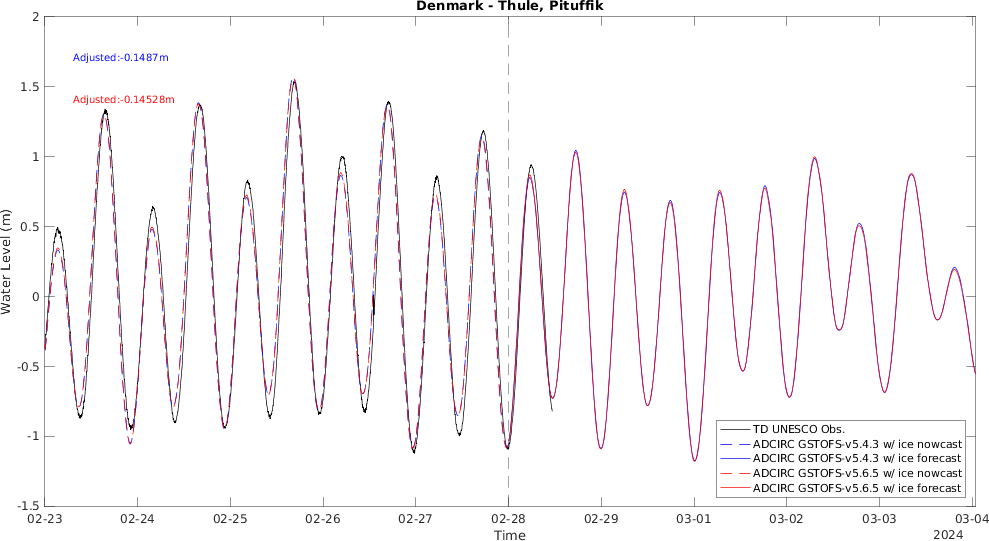 Denmark - Thule, Pituffik
Adjusted:-0.1487m
Adjusted:-0.14528m
Water Level (m)
2
1.5
1
0.5
0
-0.5
-1
-1.5
02-23
02-24
02-25
02-26
02-27
02-28
02-29
03-01
03-02
03-03
03-04
Time
2024
TD UNESCO Obs.
ADCIRC GSTOFS-v5.4.3 w/ ice nowcast
ADCIRC GSTOFS-v5.4.3 w/ ice forecast
ADCIRC GSTOFS-v5.6.5 w/ ice nowcast
ADCIRC GSTOFS-v5.6.5 w/ ice forecast